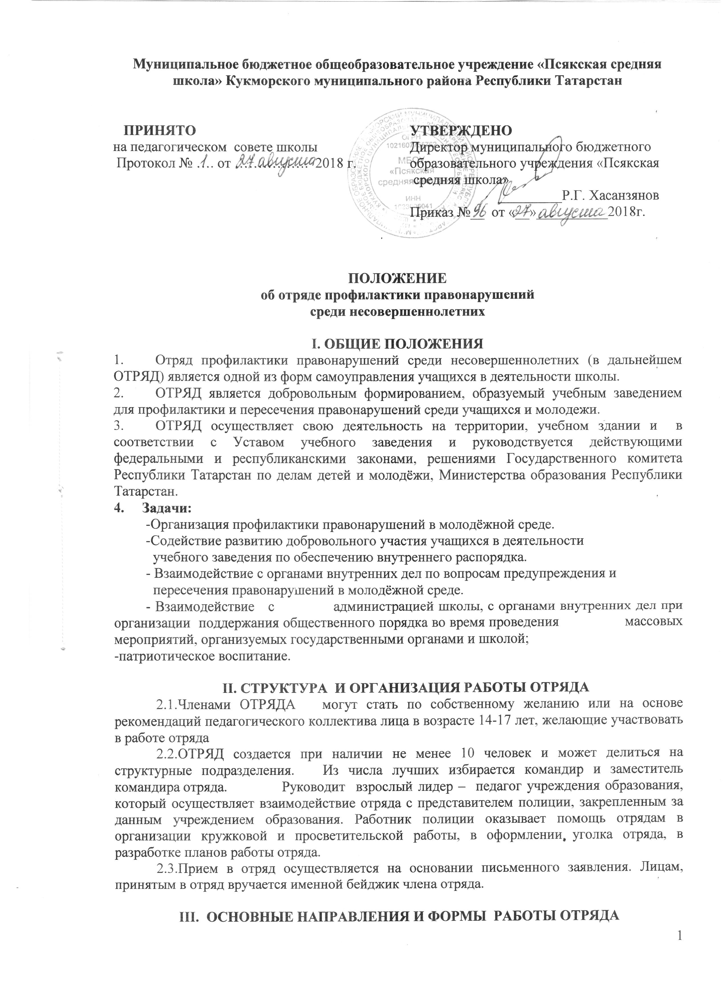 Муниципальное бюджетное общеобразовательное учреждение «Псякская средняя
школа» Кукморского муниципального района Республики Татарстан
ПРИНЯТО
на педагогическом совете школы
Протокол № 1 от 27 августа 2018 г.
УТВЕРЖДЕНО
Директор муниципального бюджетного
образовательного учреждения «Псякская
средняя школа»
__________Р.Г. Хасанзянов
Приказ № 96 от «27» августа 2018г.
ОГРН
МБОУ
«Псякская
средняя школа»
ИНН
ПОЛОЖЕНИЕ
об отряде профилактики правонарушений
среди несовершеннолетних
I. ОБЩИЕ ПОЛОЖЕНИЯ
1. Отряд профилактики правонарушений среди несовершеннолетних (в дальнейшем
ОТРЯД) является одной из форм самоуправления учащихся в деятельности школы.
2. ОТРЯД является добровольным формированием, образуемый учебным заведением
для профилактики и пересечения правонарушений среди учащихся и молодежи.
3. ОТРЯД осуществляет свою деятельность на территории, учебном здании и в
соответствии с Уставом учебного заведения и руководствуется действующими
федеральными и республиканскими законами, решениями Государственного комитета
Республики Татарстан по делам детей и молодёжи, Министерства образования Республики
Татарстан.
4. Задачи:
-Организация профилактики правонарушений в молодёжной среде.
-Содействие развитию добровольного участия учащихся в деятельности
учебного заведения по обеспечению внутреннего распорядка.
- Взаимодействие с органами внутренних дел по вопросам предупреждения и
пересечения правонарушений в молодёжной среде.
- Взаимодействие с администрацией школы, с органами внутренних дел при
организации поддержания общественного порядка во время проведения массовых
мероприятий, организуемых государственными органами и школой;
-патриотическое воспитание.
II. СТРУКТУРА И ОРГАНИЗАЦИЯ РАБОТЫ ОТРЯДА
2.1.Членами ОТРЯДА могут стать по собственному желанию или на основе
рекомендаций педагогического коллектива лица в возрасте 14-17 лет, желающие участвовать
в работе отряда
2.2.ОТРЯД создается при наличии не менее 10 человек и может делиться на
структурные подразделения. Из числа лучших избирается командир и заместитель
командира отряда. Руководит взрослый лидер – педагог учреждения образования,
который осуществляет взаимодействие отряда с представителем полиции, закрепленным за
данным учреждением образования. Работник полиции оказывает помощь отрядам в
организации кружковой и просветительской работы, в оформлении уголка отряда, в
разработке планов работы отряда.
2.3.Прием в отряд осуществляется на основании письменного заявления. Лицам,
принятым в отряд вручается именной бейджик члена отряда.
III. ОСНОВНЫЕ НАПРАВЛЕНИЯ И ФОРМЫ РАБОТЫ ОТРЯДА
1